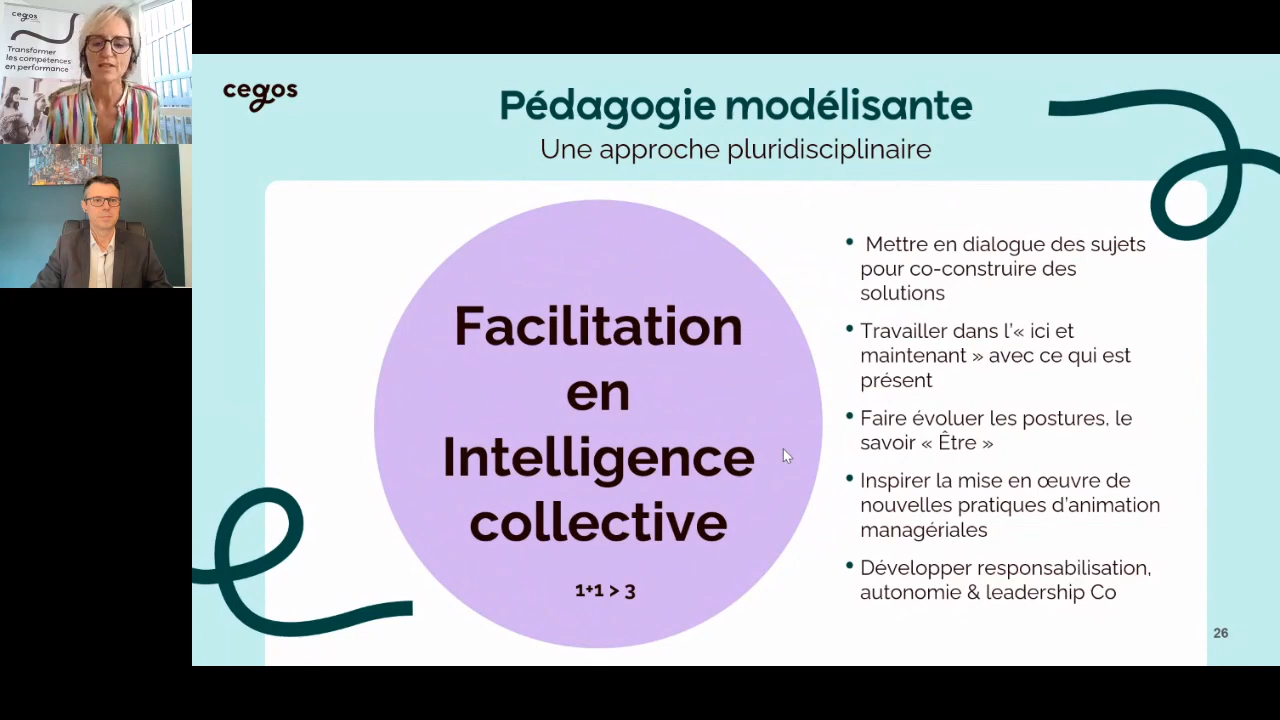 cegos
Transformer
les compétences
en performance
cegos
Pédagogie modélisante
Une approche pluridisciplinaire
Facilitation
en
Intelligence
collective
1+1 > 3
• Mettre en dialogue des sujets
pour co-construire des
solutions
• Travailler dans l'« ici et
maintenant » avec ce qui est
présent
• Faire évoluer les postures, le
savoir « Être »
• Inspirer la mise en œuvre de
nouvelles pratiques d'animation
managériales
• Développer responsabilisation,
autonomie & leadership Co
26